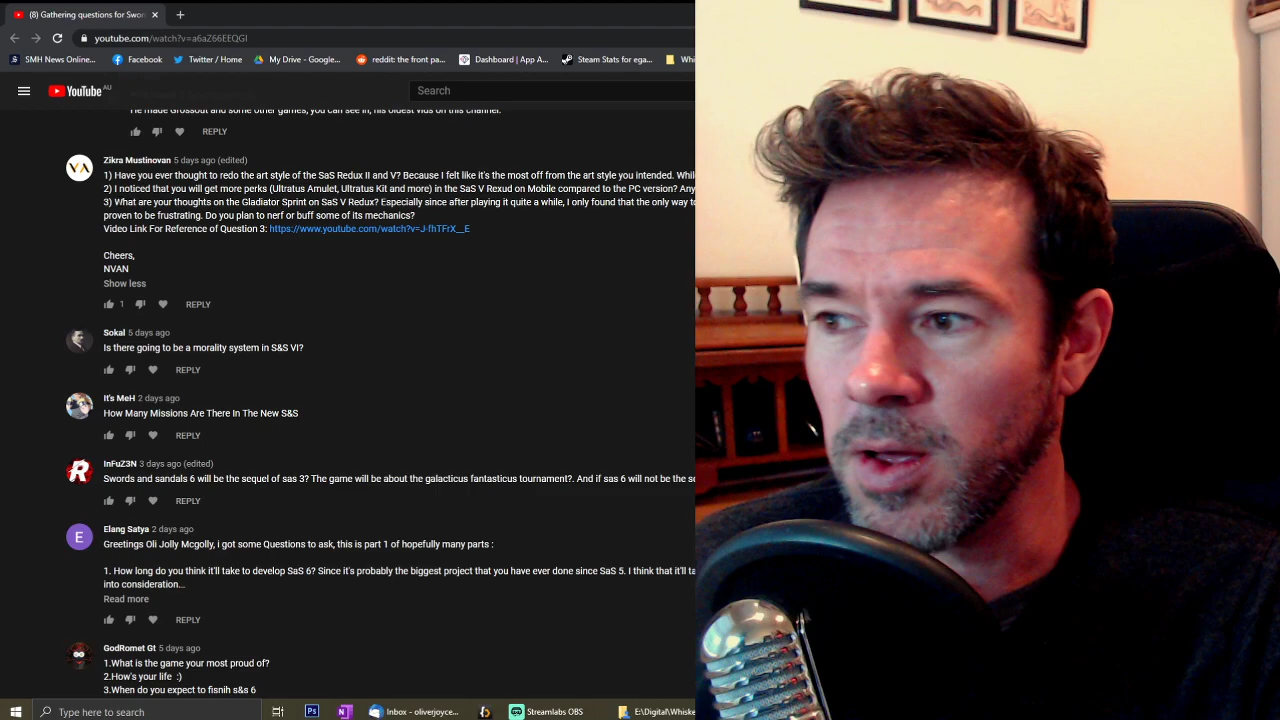 (8) Gathering questions for Swor
youtube.com/watch?v=a6aZ66EEQGI
SMH News Online...
Facebook
Twitter / Home
My Drive - Google...
reddit: the front pa...
Dashboard | App A...
Steam Stats for ega...
Whi
YouTube AU
Search
He made Grossout and some other games, you can see in, his oldest vids on this channel.
REPLY
Zikra Mustinovan 5 days ago (edited)
1) Have you ever thought to redo the art style of the SaS Redux II and V? Because I felt like it's the most off from the art style you intended. Whil
2) I noticed that you will get more perks (Ultratus Amulet, Ultratus Kit and more) in the SaS V Rexud on Mobile compared to the PC version? Any
3) What are your thoughts on the Gladiator Sprint on SaS V Redux? Especially since after playing it quite a while, I only found that the only way to
proven to be frustrating. Do you plan to nerf or buff some of its mechanics?
Video Link For Reference of Question 3: https://www.youtube.com/watch?v=J-fhTFrX__E
Cheers,
NVAN
Show less
1 REPLY
Sokal 5 days ago
Is there going to be a morality system in S&S VI?
REPLY
It's MeH 2 days ago
How Many Missions Are There In The New S&S
REPLY
InFuZ3N 3 days ago (edited)
Swords and sandals 6 will be the sequel of sas 3? The game will be about the galacticus fantasticus tournament?. And if sas 6 will not be the se
REPLY
E
Elang Satya 2 days ago
Greetings Oli Jolly Mcgolly, i got some Questions to ask, this is part 1 of hopefully many parts :
1. How long do you think it'll take to develop SaS 6? Since it's probably the biggest project that you have ever done since SaS 5. I think that it'll ta
into consideration...
Read more
REPLY
GodRomet Gt 5 days ago
1.What is the game your most proud of?
2.How's your life :)
3.When do you expect to fisnih s&s 6
Type here to search
Ps
Inbox - oliverjoyce...
Streamlabs OBS
E:\Digital\Whiske